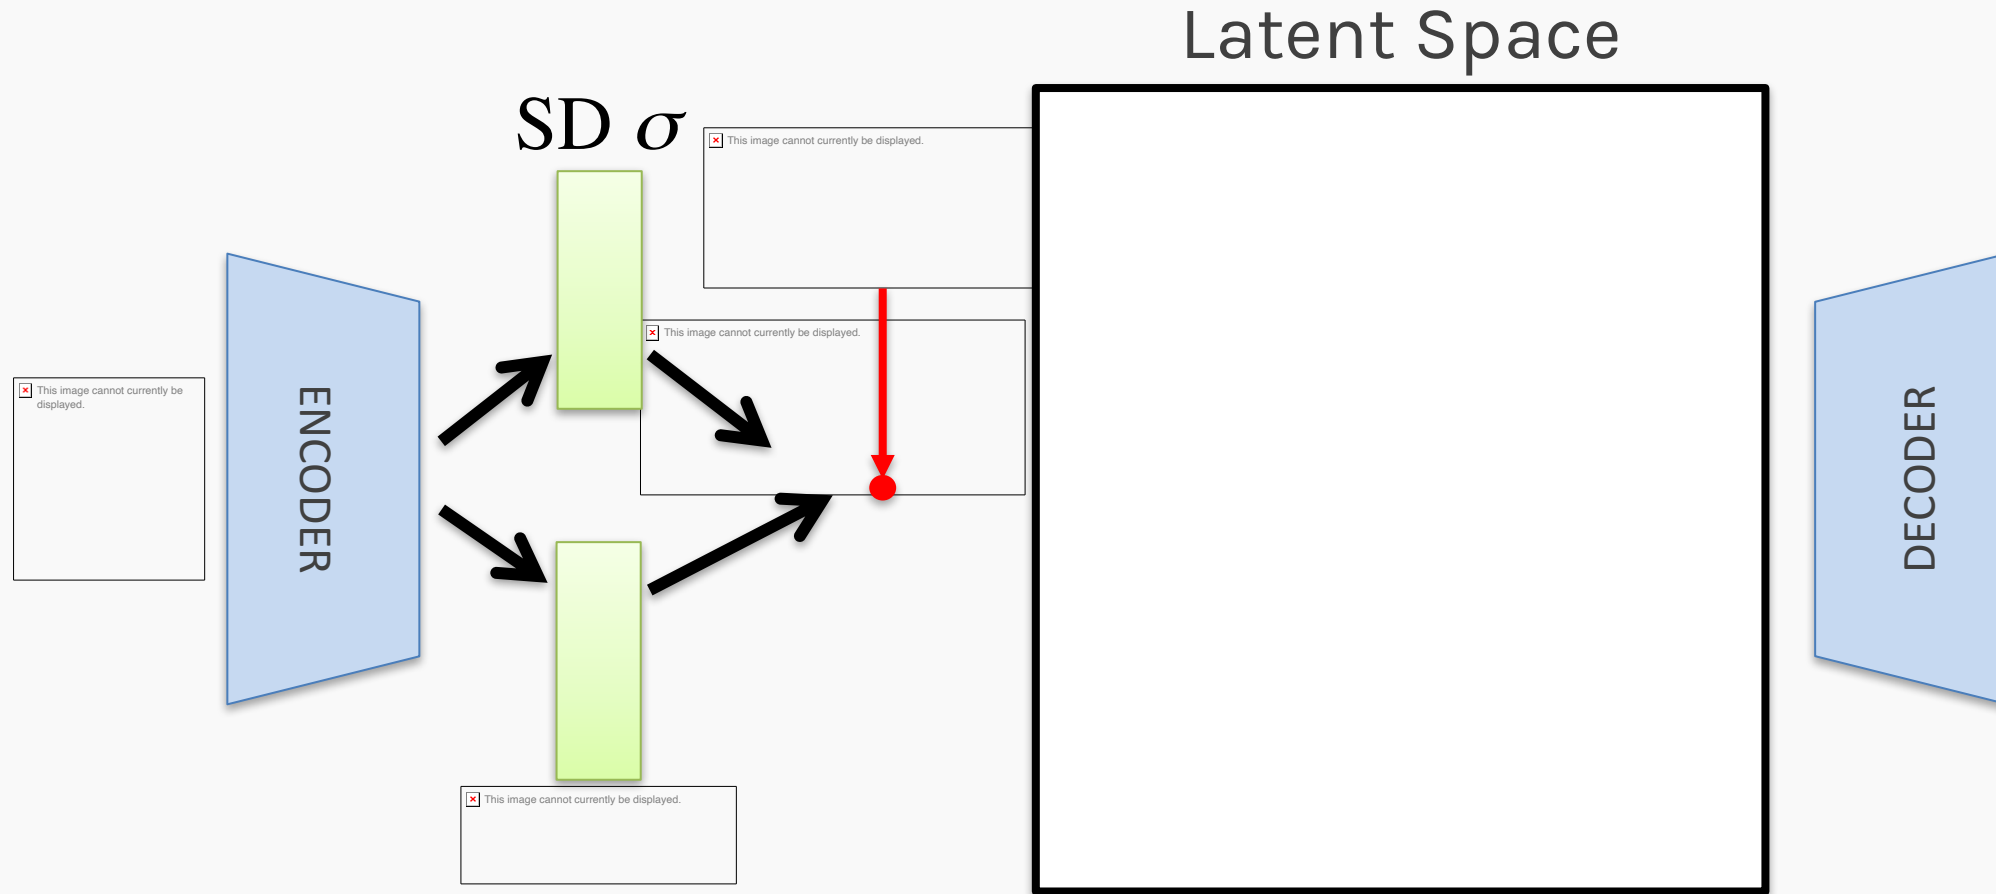 Latent Space
SD σ
This image cannot currently be displayed.
This image cannot currently be displayed.
This image cannot currently be
displayed.
ENCODER
DECODER
This image cannot currently be displayed.